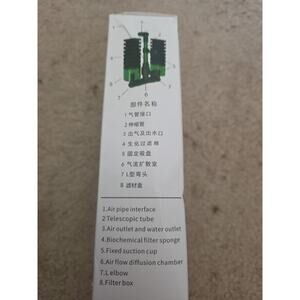 6
部件名称
1 气管接口
2 伸缩管
3 出气及出水口
4 生化过滤棉
5 固定吸盘
6 气流扩散室
7 L型弯头
8 滤材盒
1.Air pipe interface
2 Telescopic tube
3.Air outlet and water outlet
4.Biochemical filter sponge
5.Fixed suction cup
6.Air flow diffusion chamber
7.L elbow
8.Filter box